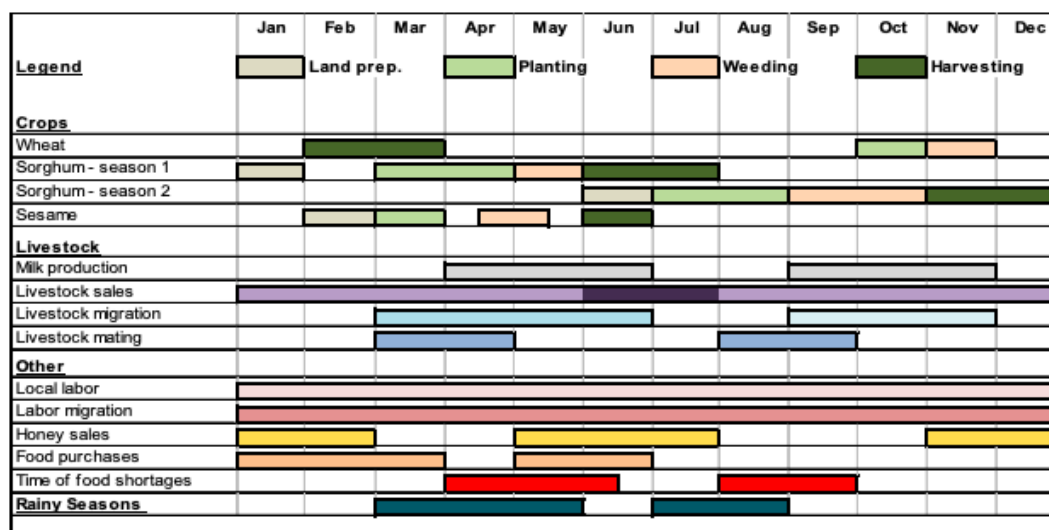 Jan Feb Mar Apr May Jun Jul Aug Sep Oct Nov Dec
Legend Land prep. Planting Weeding Harvesting
Crops
Wheat
Sorghum - season 1
Sorghum - season 2
Sesame
Livestock
Milk production
Livestock sales
Livestock migration
Livestock mating
Other
Local labor
Labor migration
Honey sales
Food purchases
Time of food shortages
Rainy Seasons